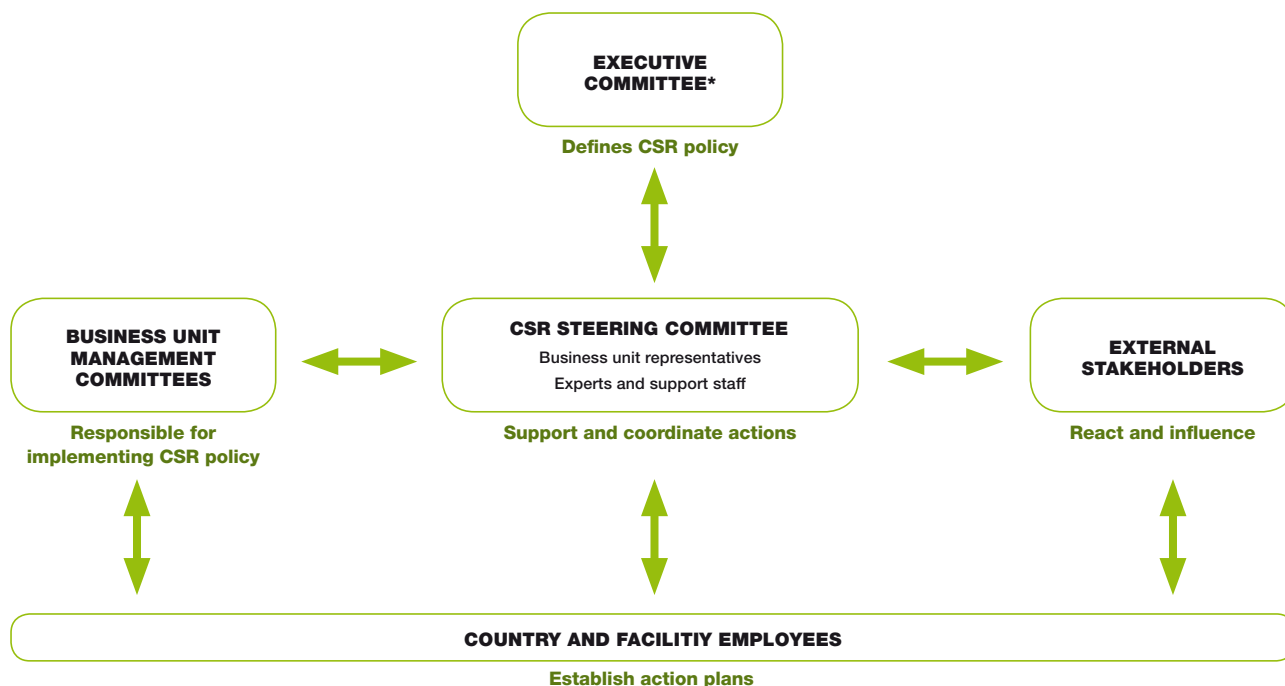 EXECUTIVE
COMMITTEE*
Defines CSR policy
BUSINESS UNIT
MANAGEMENT
COMMITTEES
Responsible for
implementing CSR policy
CSR STEERING COMMITTEE
Business unit representatives
Experts and support staff
Support and coordinate actions
EXTERNAL
STAKEHOLDERS
React and influence
COUNTRY AND FACILITIY EMPLOYEES
Establish action plans